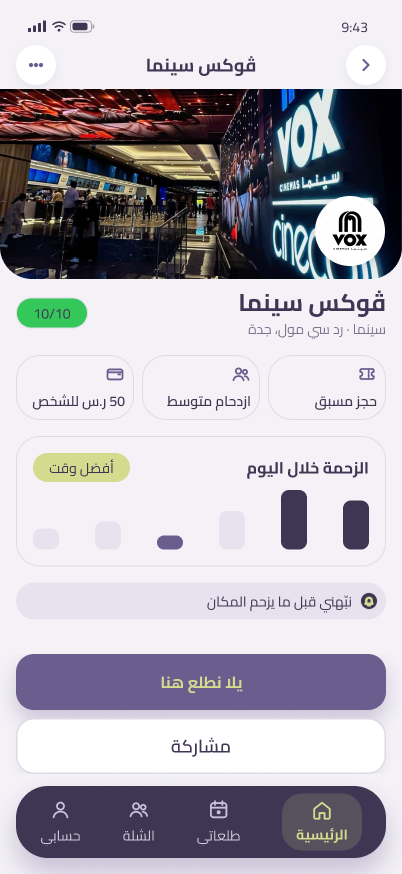 9:43
ڤوكس سينما
VOX
CINEMAS سينما
cinec
VOX
ڤوكس سينما
سينما · رد سي مول، جدة
10/10
حجز مسبق
ازدحام متوسط
50 ر.س للشخص
الزحمة خلال اليوم
أفضل وقت
نبّهني قبل ما يزحم المكان
يلا نطلع هنا
مشاركة
الرئيسية
طلعاتي
الشلة
حسابي